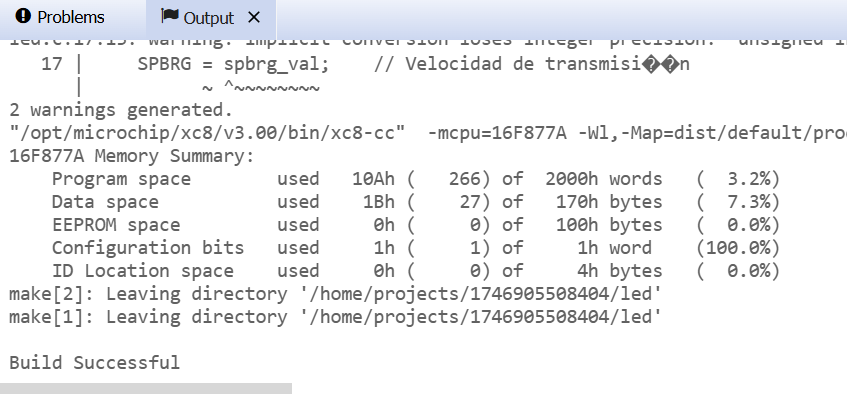 Problems Output ×
led.c:17:13: warning: implicit conversion loses integer precision: 'unsigned i
17 | SPBRG = spbrg_val; // Velocidad de transmisi��n
| ~ ^~~~~~~~~
2 warnings generated.
"/opt/microchip/xc8/v3.00/bin/xc8-cc" -mcpu=16F877A -Wl,-Map=dist/default/pro
16F877A Memory Summary:
Program space used 10Ah ( 266) of 2000h words ( 3.2%)
Data space used 1Bh ( 27) of 170h bytes ( 7.3%)
EEPROM space used 0h ( 0) of 100h bytes ( 0.0%)
Configuration bits used 1h ( 1) of 1h word (100.0%)
ID Location space used 0h ( 0) of 4h bytes ( 0.0%)
make[2]: Leaving directory '/home/projects/1746905508404/led'
make[1]: Leaving directory '/home/projects/1746905508404/led'
Build Successful